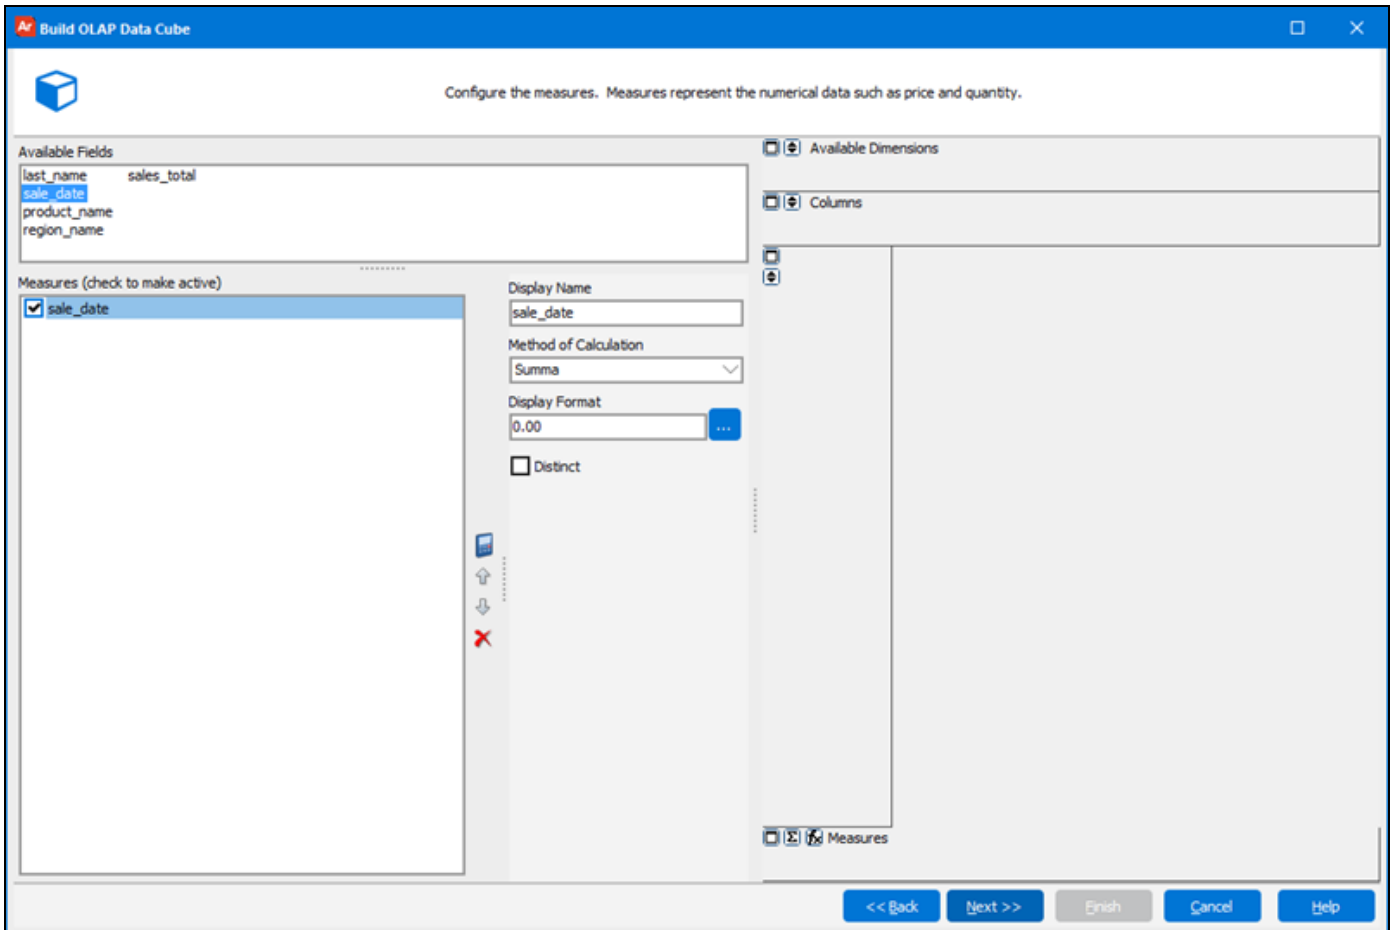 Ar Build OLAP Data Cube
Configure the measures. Measures represent the numerical data such as price and quantity.
Available Fields
last_name sales_total
sale_date
product_name
region_name
Measures (check to make active)
sale_date
Display Name
sale_date
Method of Calculation
Summa
Display Format
0.00 ...
Distinct
Available Dimensions
Columns
Σ fx Measures
<< Back Next >> Finish Cancel Help